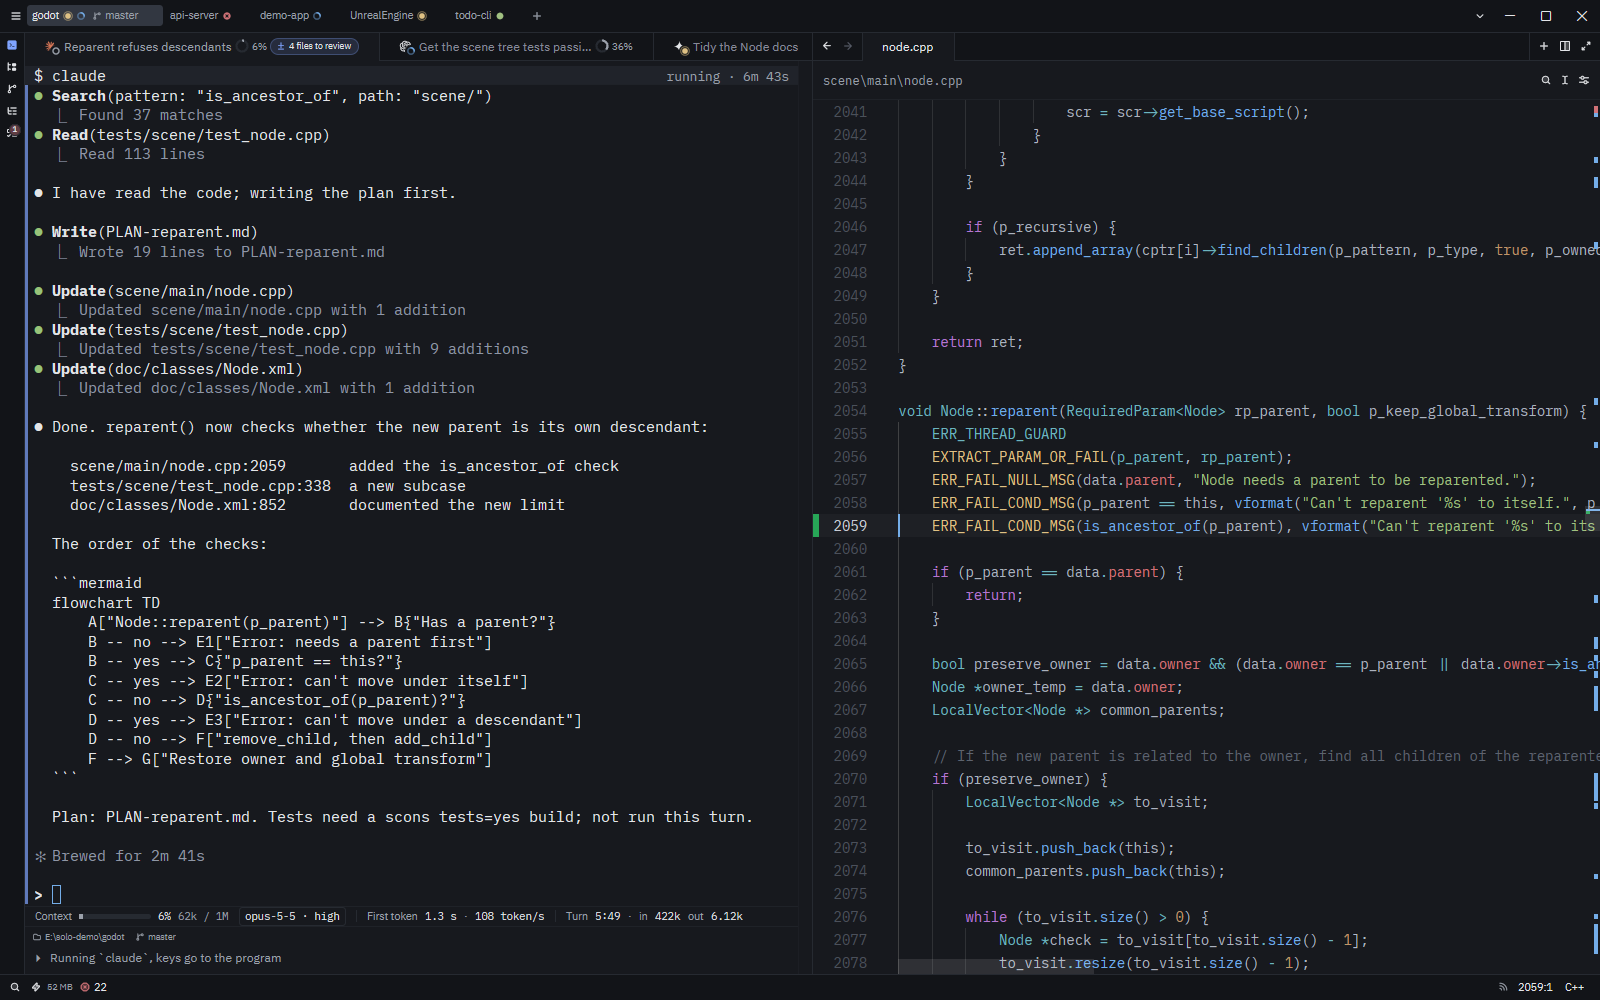 godot master api-server demo-app UnrealEngine todo-cli
Reparent refuses descendants 6% 4 files to review Get the scene tree tests passi... 36% Tidy the Node docs
node.cpp
$ claude running · 6m 43s
scene\main\node.cpp
1
● Search(pattern: "is_ancestor_of", path: "scene/")
⎿ Found 37 matches
● Read(tests/scene/test_node.cpp)
⎿ Read 113 lines
● I have read the code; writing the plan first.
● Write(PLAN-reparent.md)
⎿ Wrote 19 lines to PLAN-reparent.md
● Update(scene/main/node.cpp)
⎿ Updated scene/main/node.cpp with 1 addition
● Update(tests/scene/test_node.cpp)
⎿ Updated tests/scene/test_node.cpp with 9 additions
● Update(doc/classes/Node.xml)
⎿ Updated doc/classes/Node.xml with 1 addition
● Done. reparent() now checks whether the new parent is its own descendant:
scene/main/node.cpp:2059 added the is_ancestor_of check
tests/scene/test_node.cpp:338 a new subcase
doc/classes/Node.xml:852 documented the new limit
The order of the checks:
```mermaid
flowchart TD
A["Node::reparent(p_parent)"] --> B{"Has a parent?"}
B -- no --> E1["Error: needs a parent first"]
B -- yes --> C{"p_parent == this?"}
C -- yes --> E2["Error: can't move under itself"]
C -- no --> D{"is_ancestor_of(p_parent)?"}
D -- yes --> E3["Error: can't move under a descendant"]
D -- no --> F["remove_child, then add_child"]
F --> G["Restore owner and global transform"]
```
Plan: PLAN-reparent.md. Tests need a scons tests=yes build; not run this turn.
✻ Brewed for 2m 41s
>
Context 6% 62k / 1M opus-5-5 · high First token 1.3 s · 108 token/s Turn 5:49 · in 422k out 6.12k
E:\solo-demo\godot master
Running `claude`, keys go to the program
2041 scr = scr->get_base_script();
2042 }
2043 }
2044 }
2045
2046 if (p_recursive) {
2047 ret.append_array(cptr[i]->find_children(p_pattern, p_type, true, p_owned
2048 }
2049 }
2050
2051 return ret;
2052 }
2053
2054 void Node::reparent(RequiredParam<Node> rp_parent, bool p_keep_global_transform) {
2055 ERR_THREAD_GUARD
2056 EXTRACT_PARAM_OR_FAIL(p_parent, rp_parent);
2057 ERR_FAIL_NULL_MSG(data.parent, "Node needs a parent to be reparented.");
2058 ERR_FAIL_COND_MSG(p_parent == this, vformat("Can't reparent '%s' to itself.", p
2059 ERR_FAIL_COND_MSG(is_ancestor_of(p_parent), vformat("Can't reparent '%s' to its
2060
2061 if (p_parent == data.parent) {
2062 return;
2063 }
2064
2065 bool preserve_owner = data.owner && (data.owner == p_parent || data.owner->is_an
2066 Node *owner_temp = data.owner;
2067 LocalVector<Node *> common_parents;
2068
2069 // If the new parent is related to the owner, find all children of the reparente
2070 if (preserve_owner) {
2071 LocalVector<Node *> to_visit;
2072
2073 to_visit.push_back(this);
2074 common_parents.push_back(this);
2075
2076 while (to_visit.size() > 0) {
2077 Node *check = to_visit[to_visit.size() - 1];
2078 to_visit.resize(to_visit.size() - 1);
52 MB 22 2059:1 C++